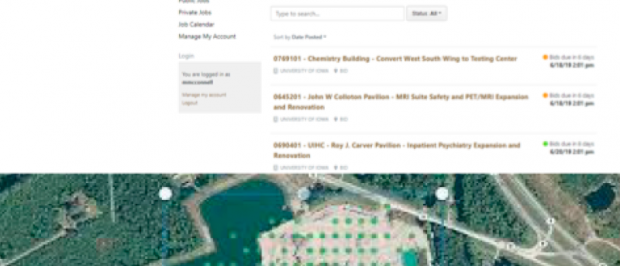 Public Jobs
Private Jobs
Job Calendar
Manage My Account
Login
You are logged in as
Manage my account
Logout
Type to search...
Status: All
Sort by Date Posted
0769101 - Chemistry Building - Convert West South Wing to Testing Center
UNIVERSITY OF IOWA BID
Bids due in 6 days
6/18/19 2:01 pm
0645201 - John W Colloton Pavilion - MRI Suite Safety and PET/MRI Expansion
and Renovation
UNIVERSITY OF IOWA BID
Bids due in 6 days
6/18/19 2:01 pm
0690401 - UIHC - Roy J. Carver Pavilion - Inpatient Psychiatry Expansion and
Renovation
UNIVERSITY OF IOWA BID
Bids due in 8 days
6/20/19 2:01 pm